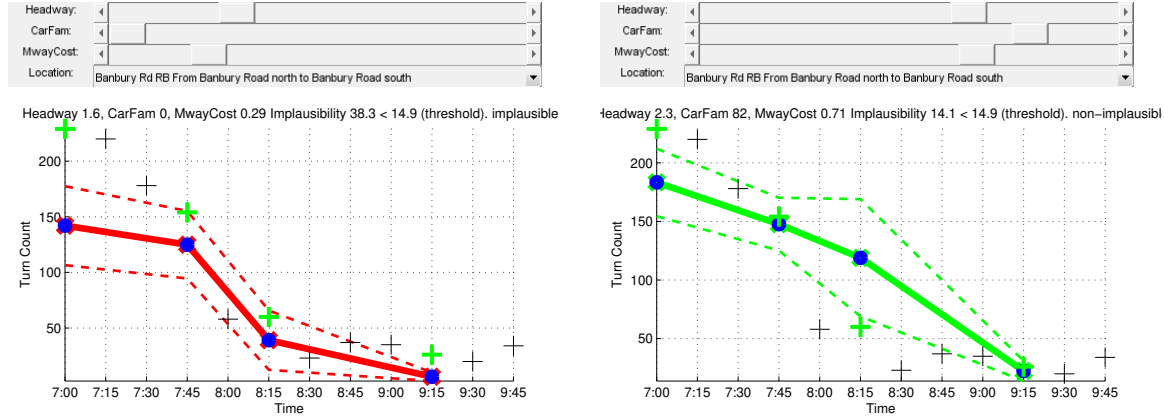 Headway:
CarFam:
MwayCost:
Location:
Banbury Rd RB From Banbury Road north to Banbury Road south
Headway 1.6, CarFam 0, MwayCost 0.29 Implausibility 38.3 < 14.9 (threshold). implausible
200
150
100
50
Turn Count
7:00 7:15 7:30 7:45 8:00 8:15 8:30 8:45 9:00 9:15 9:30 9:45
Time
Headway:
CarFam:
MwayCost:
Location:
Banbury Rd RB From Banbury Road north to Banbury Road south
Headway 2.3, CarFam 82, MwayCost 0.71 Implausibility 14.1 < 14.9 (threshold). non−implausibl
200
150
100
50
Turn Count
7:00 7:15 7:30 7:45 8:00 8:15 8:30 8:45 9:00 9:15 9:30 9:45
Time